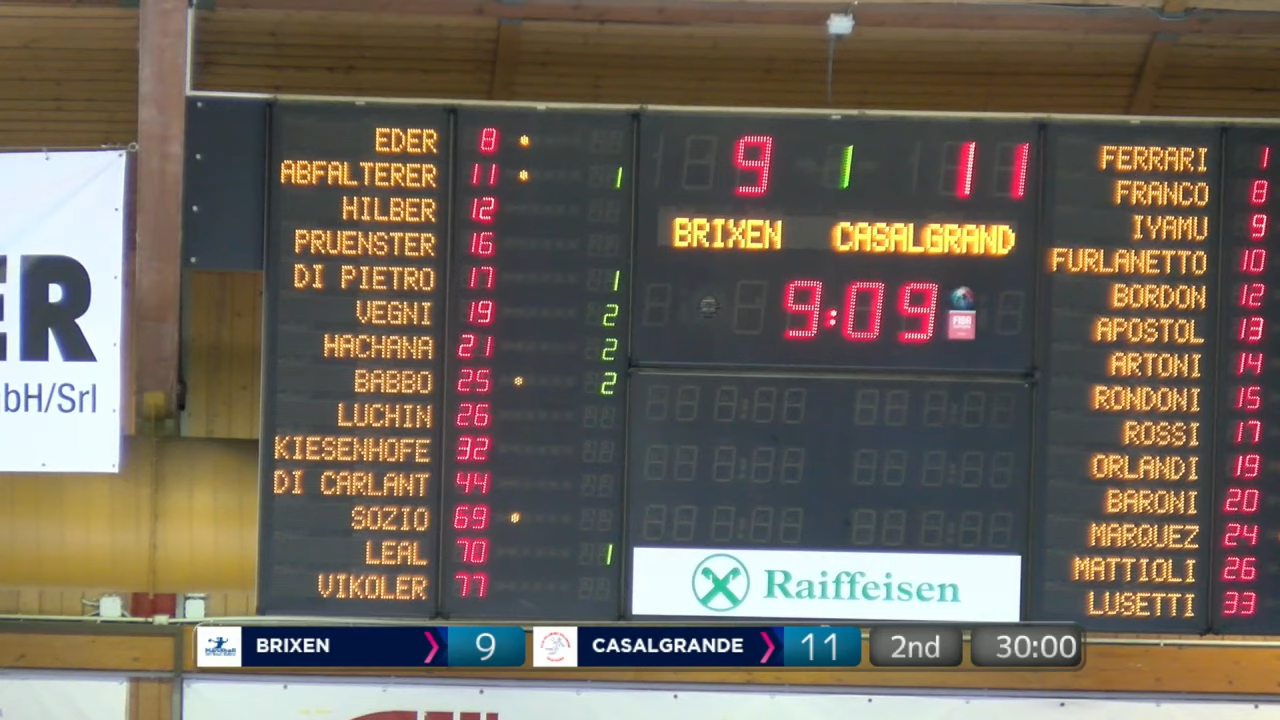 ER
bH/Srl
EDER 8
ABFALTERER 11 1
HILBER 12
PRUENSTER 16
DI PIETRO 17 1
VEGNI 19 2
HACHANA 21 2
BABBO 25 2
LUCHIN 26
KIESENHOFE 32
DI CARLANT 44
SOZIO 69
LEAL 70 1
VIKOLER 77
9 1 11
BRIXEN CASALGRAND
9:09
FIBA
Raiffeisen
FERRARI 1
FRANCO 8
IYAMU 9
FURLANETTO 10
BORDON 12
APOSTOL 13
ARTONI 14
RONDONI 15
ROSSI 17
ORLANDI 19
BARONI 20
MARQUEZ 24
MATTIOLI 26
LUSETTI 33
BRIXEN 9 CASALGRANDE 11 2nd 30:00